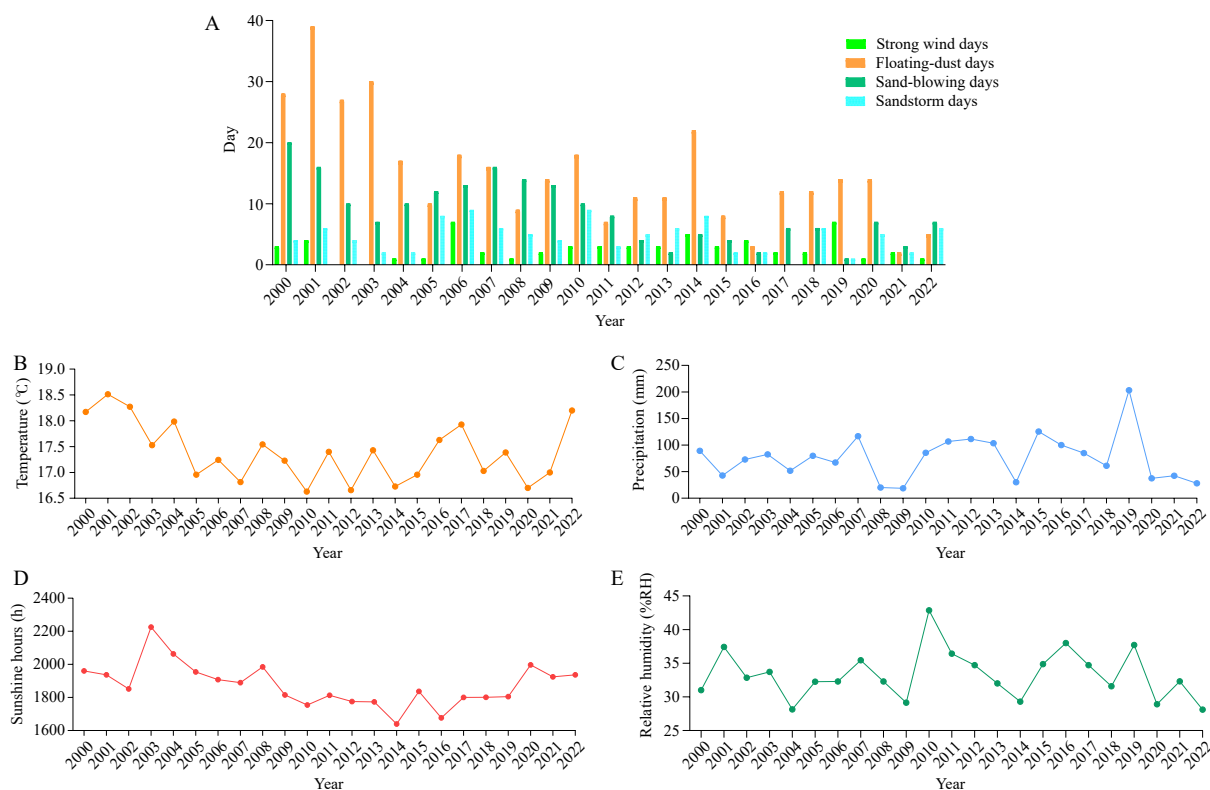 A
40
30
20
10
0
Day
Strong wind days
Floating-dust days
Sand-blowing days
Sandstorm days
2000 2001 2002 2003 2004 2005 2006 2007 2008 2009 2010 2011 2012 2013 2014 2015 2016 2017 2018 2019 2020 2021 2022
Year
B
19.0
18.5
18.0
17.5
17.0
16.5
Temperature (℃)
2000 2001 2002 2003 2004 2005 2006 2007 2008 2009 2010 2011 2012 2013 2014 2015 2016 2017 2018 2019 2020 2021 2022
Year
C
250
200
150
100
50
0
Precipitation (mm)
2000 2001 2002 2003 2004 2005 2006 2007 2008 2009 2010 2011 2012 2013 2014 2015 2016 2017 2018 2019 2020 2021 2022
Year
D
2400
2200
2000
1800
1600
Sunshine hours (h)
2000 2001 2002 2003 2004 2005 2006 2007 2008 2009 2010 2011 2012 2013 2014 2015 2016 2017 2018 2019 2020 2021 2022
Year
E
45
40
35
30
25
Relative humidity (%RH)
2000 2001 2002 2003 2004 2005 2006 2007 2008 2009 2010 2011 2012 2013 2014 2015 2016 2017 2018 2019 2020 2021 2022
Year